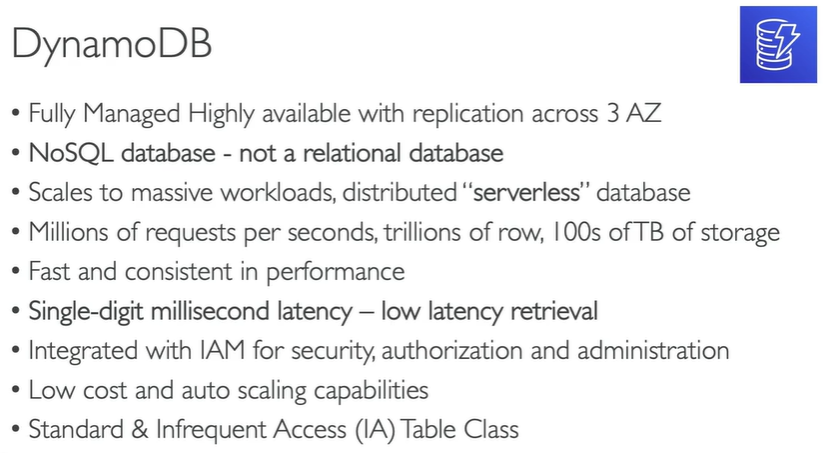 DynamoDB
• Fully Managed Highly available with replication across 3 AZ
• NoSQL database - not a relational database
• Scales to massive workloads, distributed “serverless” database
• Millions of requests per seconds, trillions of row, 100s of TB of storage
• Fast and consistent in performance
• Single-digit millisecond latency – low latency retrieval
• Integrated with IAM for security, authorization and administration
• Low cost and auto scaling capabilities
• Standard & Infrequent Access (IA) Table Class